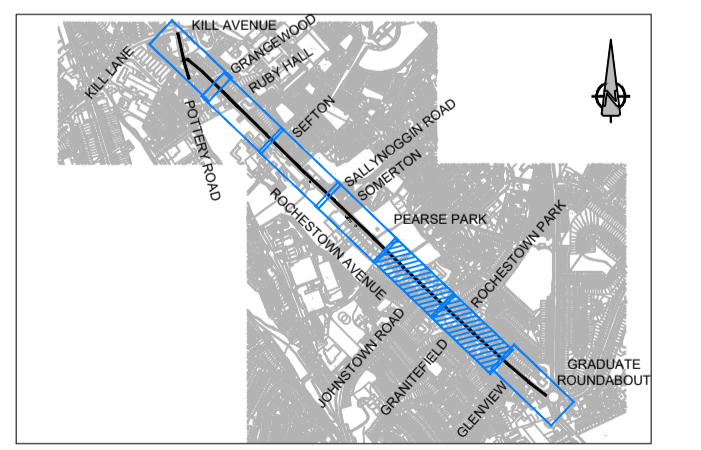 KILL AVENUE
GRANGEWOOD
RUBY HALL
KILL LANE
POTTERY ROAD
SEFTON
SALLYNOGGIN ROAD
SOMERTON
ROCHESTOWN AVENUE
PEARSE PARK
ROCHESTOWN PARK
JOHNSTOWN ROAD
GRANITEFIELD
GLENVIEW
GRADUATE
ROUNDABOUT